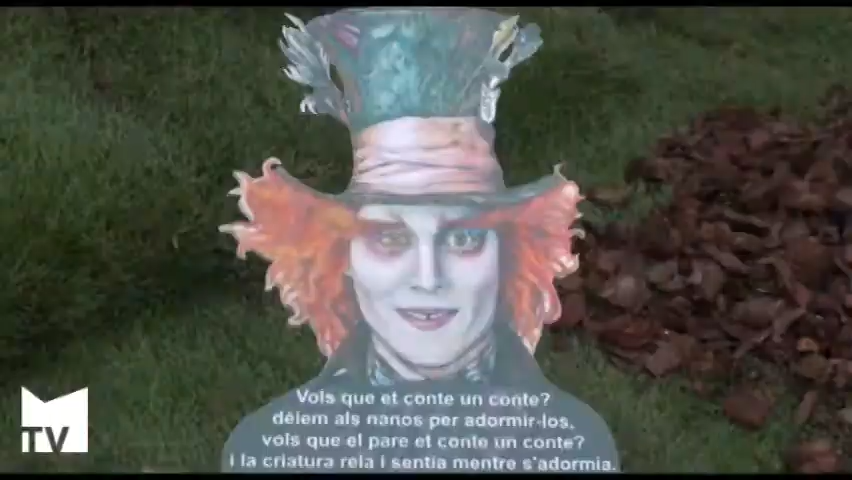 Vols que et conte un conte?
dèiem als nanos per adormir-los,
vols que el pare et conte un conte?
i la criatura reia i sentia mentre s'adormia.
TV